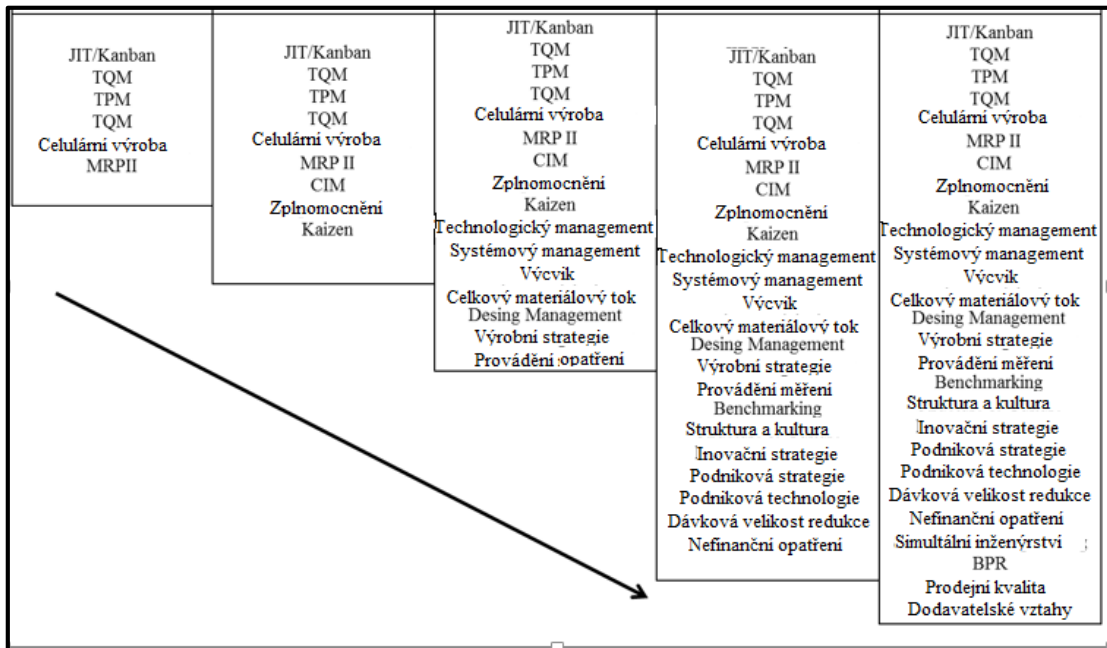 JIT/Kanban
TQM
TPM
TQM
Celulární výroba
MRPII
JIT/Kanban
TQM
TPM
TQM
Celulární výroba
MRP II
CIM
Zplnomocnění
Kaizen
JIT/Kanban
TQM
TPM
TQM
Celulární výroba
MRP II
CIM
Zplnomocnění
Kaizen
Technologický management
Systémový management
Výcvik
Celkový materiálový tok
Desing Management
Výrobní strategie
Provádění opatření
JIT/Kanban
TQM
TPM
TQM
Celulární výroba
MRP II
CIM
Zplnomocnění
Kaizen
Technologický management
Systémový management
Výcvik
Celkový materiálový tok
Desing Management
Výrobní strategie
Provádění měření
Benchmarking
Struktura a kultura
Inovační strategie
Podniková strategie
Podniková technologie
Dávková velikost redukce
Nefinanční opatření
JIT/Kanban
TQM
TPM
TQM
Celulární výroba
MRP II
CIM
Zplnomocnění
Kaizen
Technologický management
Systémový management
Výcvik
Celkový materiálový tok
Desing Management
Výrobní strategie
Provádění měření
Benchmarking
Struktura a kultura
Inovační strategie
Podniková strategie
Podniková technologie
Dávková velikost redukce
Nefinanční opatření
Simultální inženýrství
BPR
Prodejní kvalita
Dodavatelské vztahy